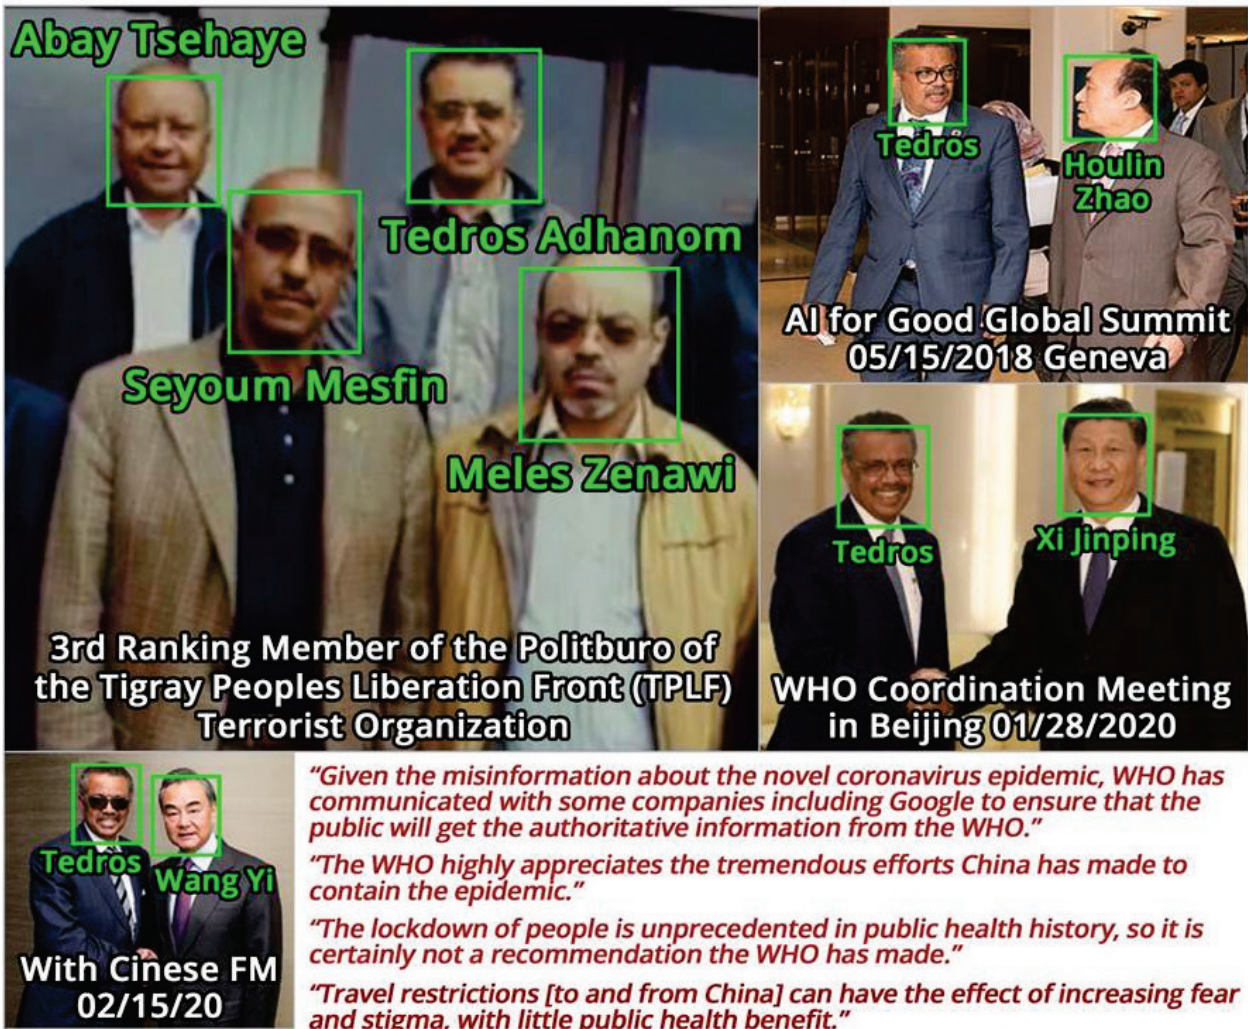 Abay Tsehaye
Tedros Adhanom
Seyoum Mesfin
Meles Zenawi
3rd Ranking Member of the Politburo of
the Tigray Peoples Liberation Front (TPLF)
Terrorist Organization
Tedros
Houlin
Zhao
AI for Good Global Summit
05/15/2018 Geneva
Tedros
Xi Jinping
WHO Coordination Meeting
in Beijing 01/28/2020
Tedros
Wang Yi
With Cinese FM
02/15/20
“Given the misinformation about the novel coronavirus epidemic, WHO has
communicated with some companies including Google to ensure that the
public will get the authoritative information from the WHO.”
“The WHO highly appreciates the tremendous efforts China has made to
contain the epidemic.”
“The lockdown of people is unprecedented in public health history, so it is
certainly not a recommendation the WHO has made.”
“Travel restrictions [to and from China] can have the effect of increasing fear
and stigma, with little public health benefit.”